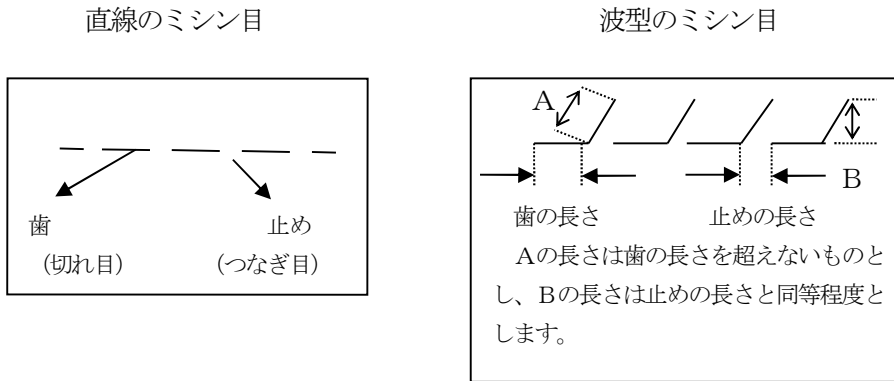 直線のミシン目
歯
(切れ目)
止め
(つなぎ目)
波型のミシン目
A
B
歯の長さ
止めの長さ
Aの長さは歯の長さを超えないものと
し、Bの長さは止めの長さと同等程度と
します。